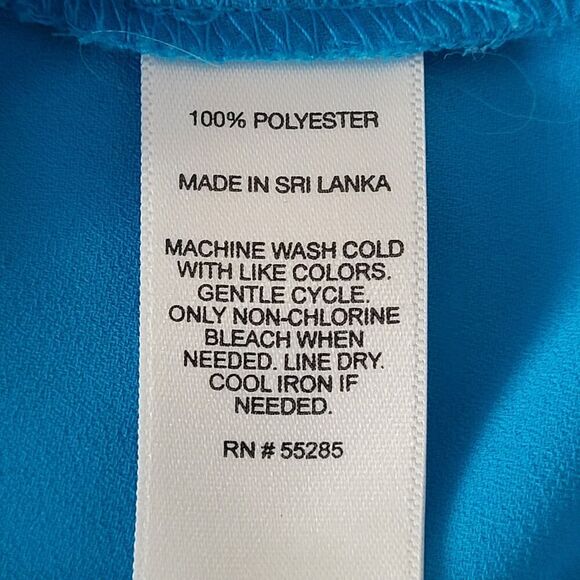 100% POLYESTER
MADE IN SRI LANKA
MACHINE WASH COLD
WITH LIKE COLORS.
GENTLE CYCLE.
ONLY NON-CHLORINE
BLEACH WHEN
NEEDED. LINE DRY.
COOL IRON IF
NEEDED.
RN # 55285